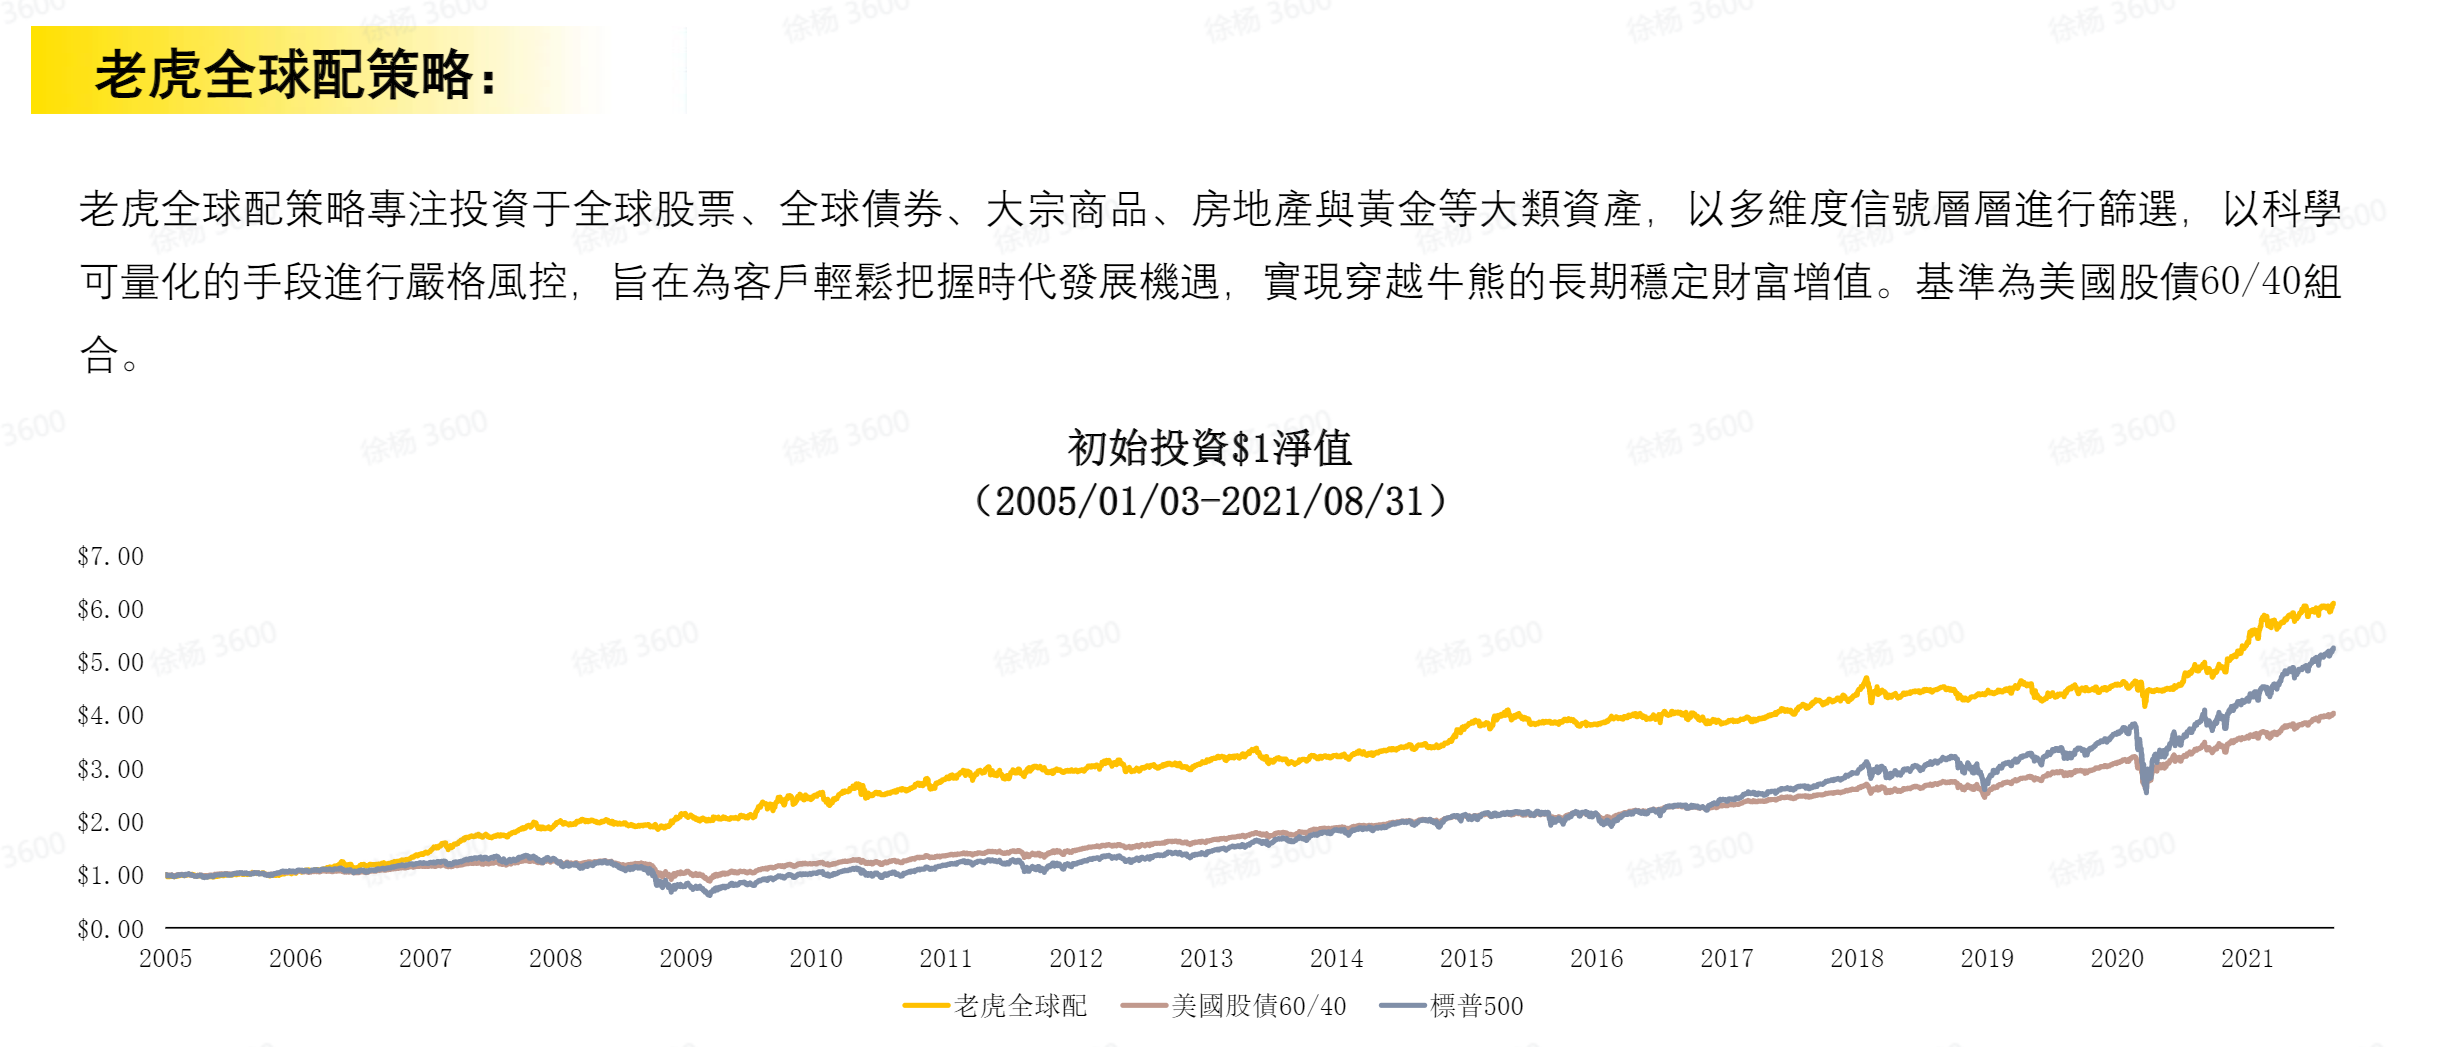 老虎全球配策略：
老虎全球配策略專注投資于全球股票、全球債券、大宗商品、房地產與黃金等大類資產，以多維度信號層層進行篩選，以科學
可量化的手段進行嚴格風控，旨在為客戶輕鬆把握時代發展機遇，實現穿越牛熊的長期穩定財富增值。基準為美國股債60/40組
合。
初始投資$1淨值
（2005/01/03-2021/08/31）
$7.00
$6.00
$5.00
$4.00
$3.00
$2.00
$1.00
$0.00
2005 2006 2007 2008 2009 2010 2011 2012 2013 2014 2015 2016 2017 2018 2019 2020 2021
老虎全球配 美國股債60/40 標普500
徐杨 3600